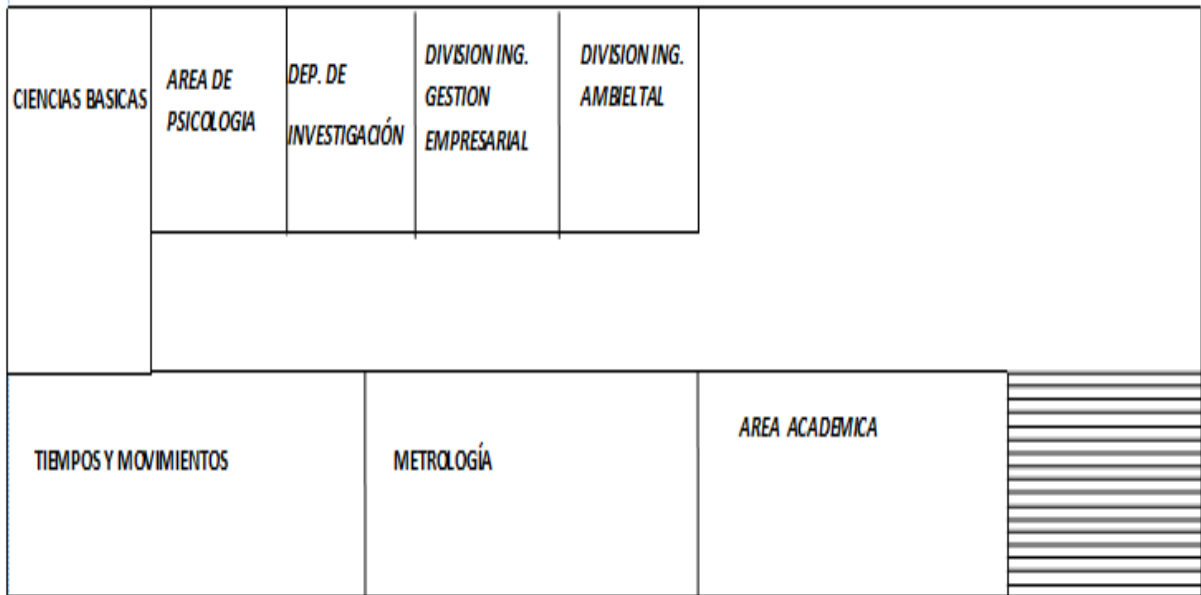 CIENCIAS BASICAS
AREA DE
PSICOLOGIA
DEP. DE
INVESTIGACIÓN
DIVISION ING.
GESTION
EMPRESARIAL
DIVISION ING.
AMBIELTAL
TIEMPOS Y MOVIMIENTOS
METROLOGÍA
AREA ACADEMICA